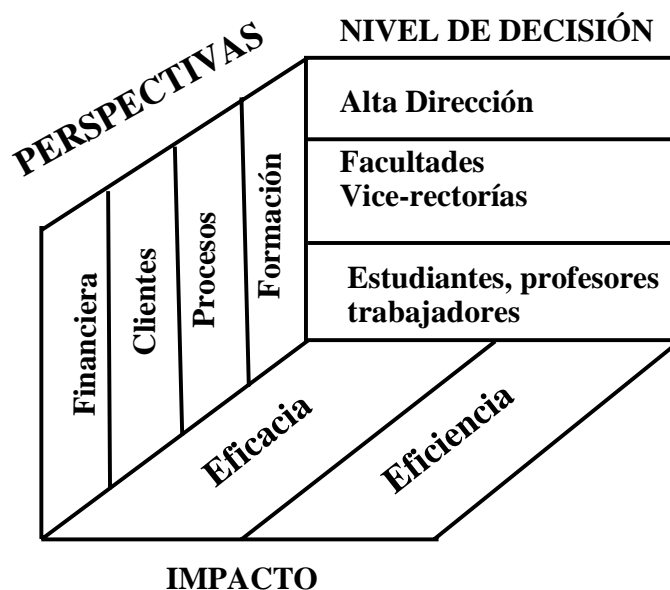 NIVEL DE DECISIÓN
PERSPECTIVAS
Alta Dirección
Facultades
Vice-rectorías
Estudiantes, profesores
trabajadores
Financiera
Clientes
Procesos
Formación
Eficacia
Eficiencia
IMPACTO